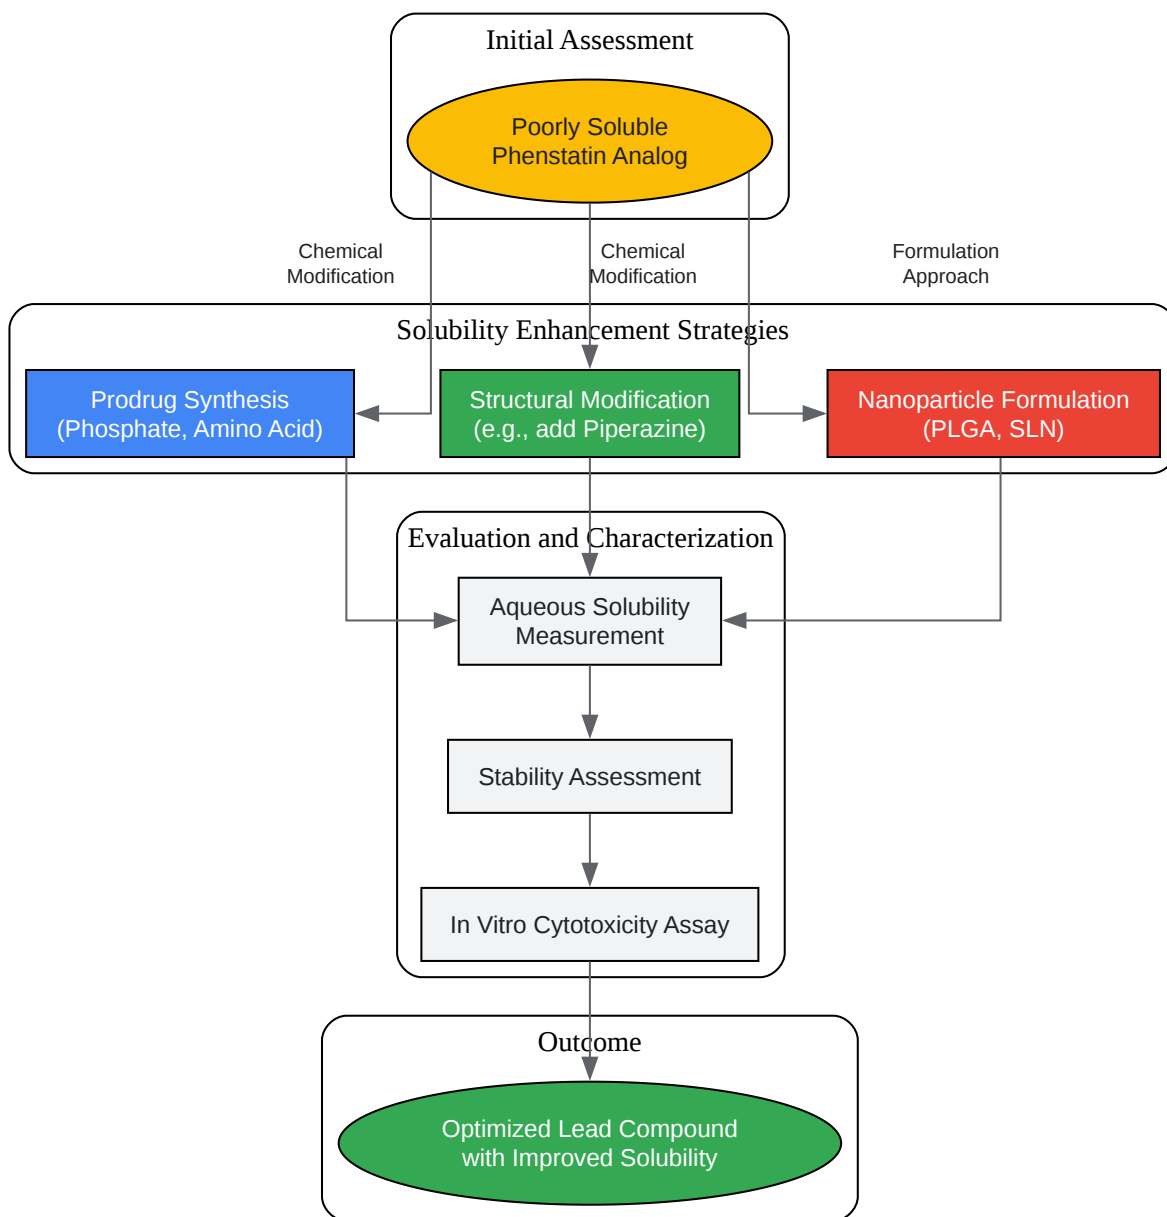 Initial Assessment
Poorly Soluble
Phenstatin Analog
Chemical
Modification
Chemical
Modification
Formulation
Approach
Solubility Enhancement Strategies
Prodrug Synthesis
(Phosphate, Amino Acid)
Structural Modification
(e.g., add Piperazine)
Nanoparticle Formulation
(PLGA, SLN)
Evaluation and Characterization
Aqueous Solubility
Measurement
Stability Assessment
In Vitro Cytotoxicity Assay
Outcome
Optimized Lead Compound
with Improved Solubility